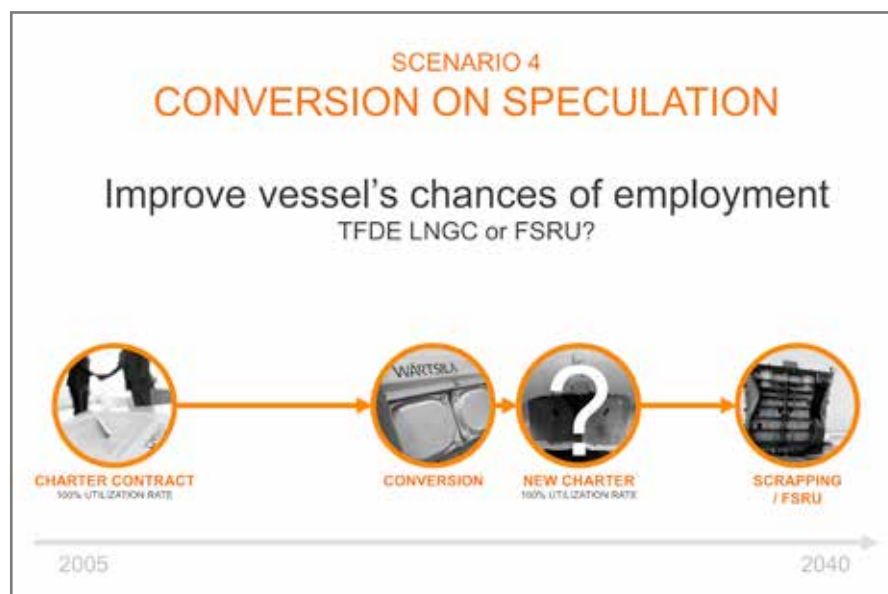 SCENARIO 4
CONVERSION ON SPECULATION
Improve vessel's chances of employment
TFDE LNGC or FSRU?
WÄRTSILÄ
?
CHARTER CONTRACT
100% UTILIZATION RATE
CONVERSION
NEW CHARTER
100% UTILIZATION RATE
SCRAPPING
/ FSRU
2005
2040